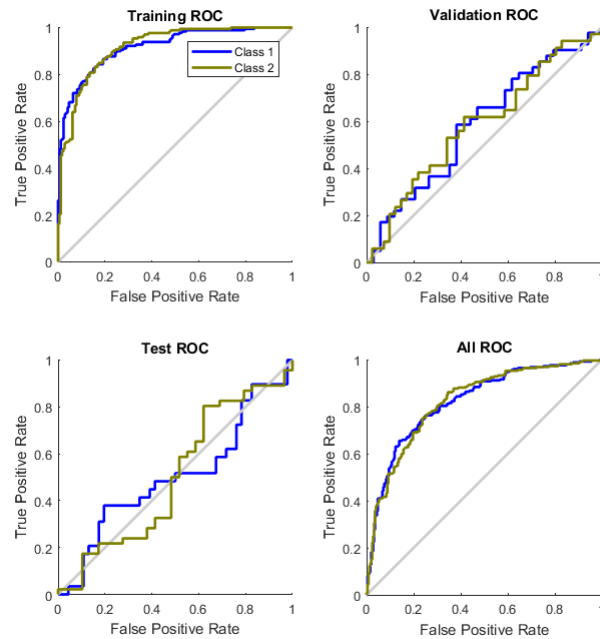 Training ROC
1
0.8
0.6
0.4
0.2
0
True Positive Rate
Class 1
Class 2
0 0.2 0.4 0.6 0.8 1
False Positive Rate
Validation ROC
1
0.8
0.6
0.4
0.2
0
True Positive Rate
0 0.2 0.4 0.6 0.8 1
False Positive Rate
Test ROC
1
0.8
0.6
0.4
0.2
0
True Positive Rate
0 0.2 0.4 0.6 0.8 1
False Positive Rate
All ROC
1
0.8
0.6
0.4
0.2
0
True Positive Rate
0 0.2 0.4 0.6 0.8 1
False Positive Rate